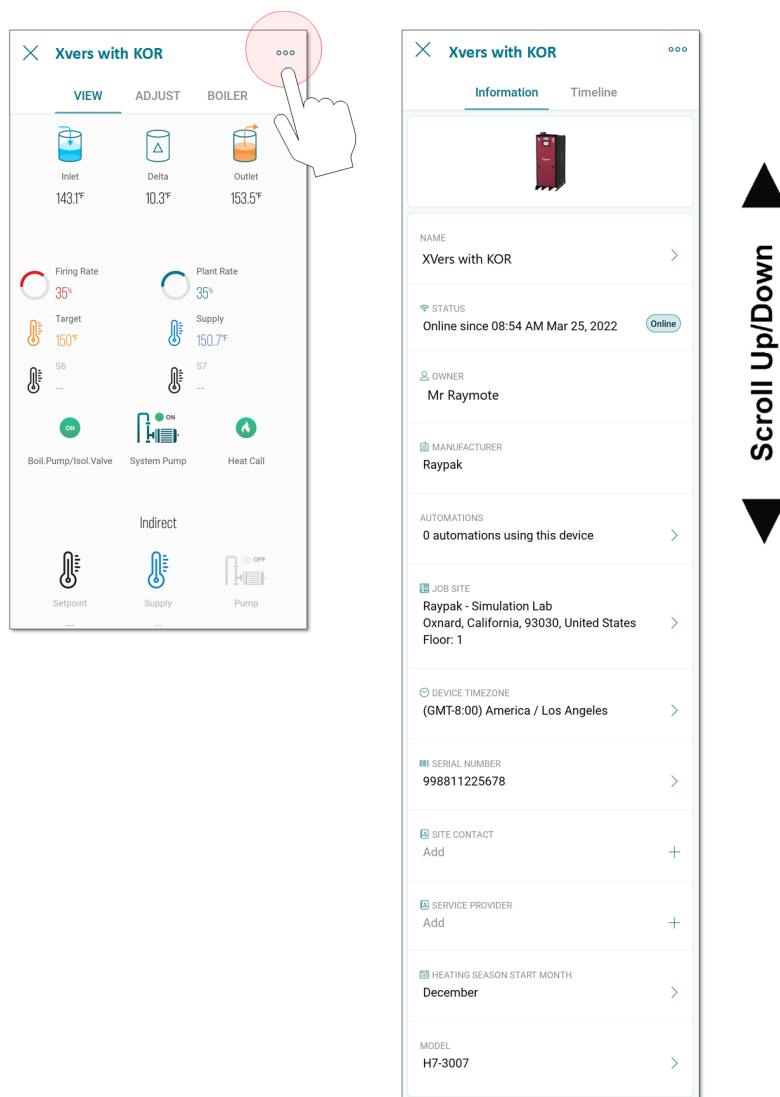 Xvers with KOR
VIEW ADJUST BOILER
Inlet Delta Outlet
143.1°F 10.3°F 153.5°F
Firing Rate Plant Rate
35% 35%
Target Supply
150°F 150.7°F
S6 S7
-- --
ON ON
Boil.Pump/Isol.Valve System Pump Heat Call
Indirect
OFF
Setpoint Supply Pump
-- --
Xvers with KOR
Information Timeline
NAME
XVers with KOR
STATUS
Online since 08:54 AM Mar 25, 2022 Online
OWNER
Mr Raymote
MANUFACTURER
Raypak
AUTOMATIONS
0 automations using this device
JOB SITE
Raypak - Simulation Lab
Oxnard, California, 93030, United States
Floor: 1
DEVICE TIMEZONE
(GMT-8:00) America / Los Angeles
SERIAL NUMBER
998811225678
SITE CONTACT
Add
SERVICE PROVIDER
Add
HEATING SEASON START MONTH
December
MODEL
H7-3007
Scroll Up/Down